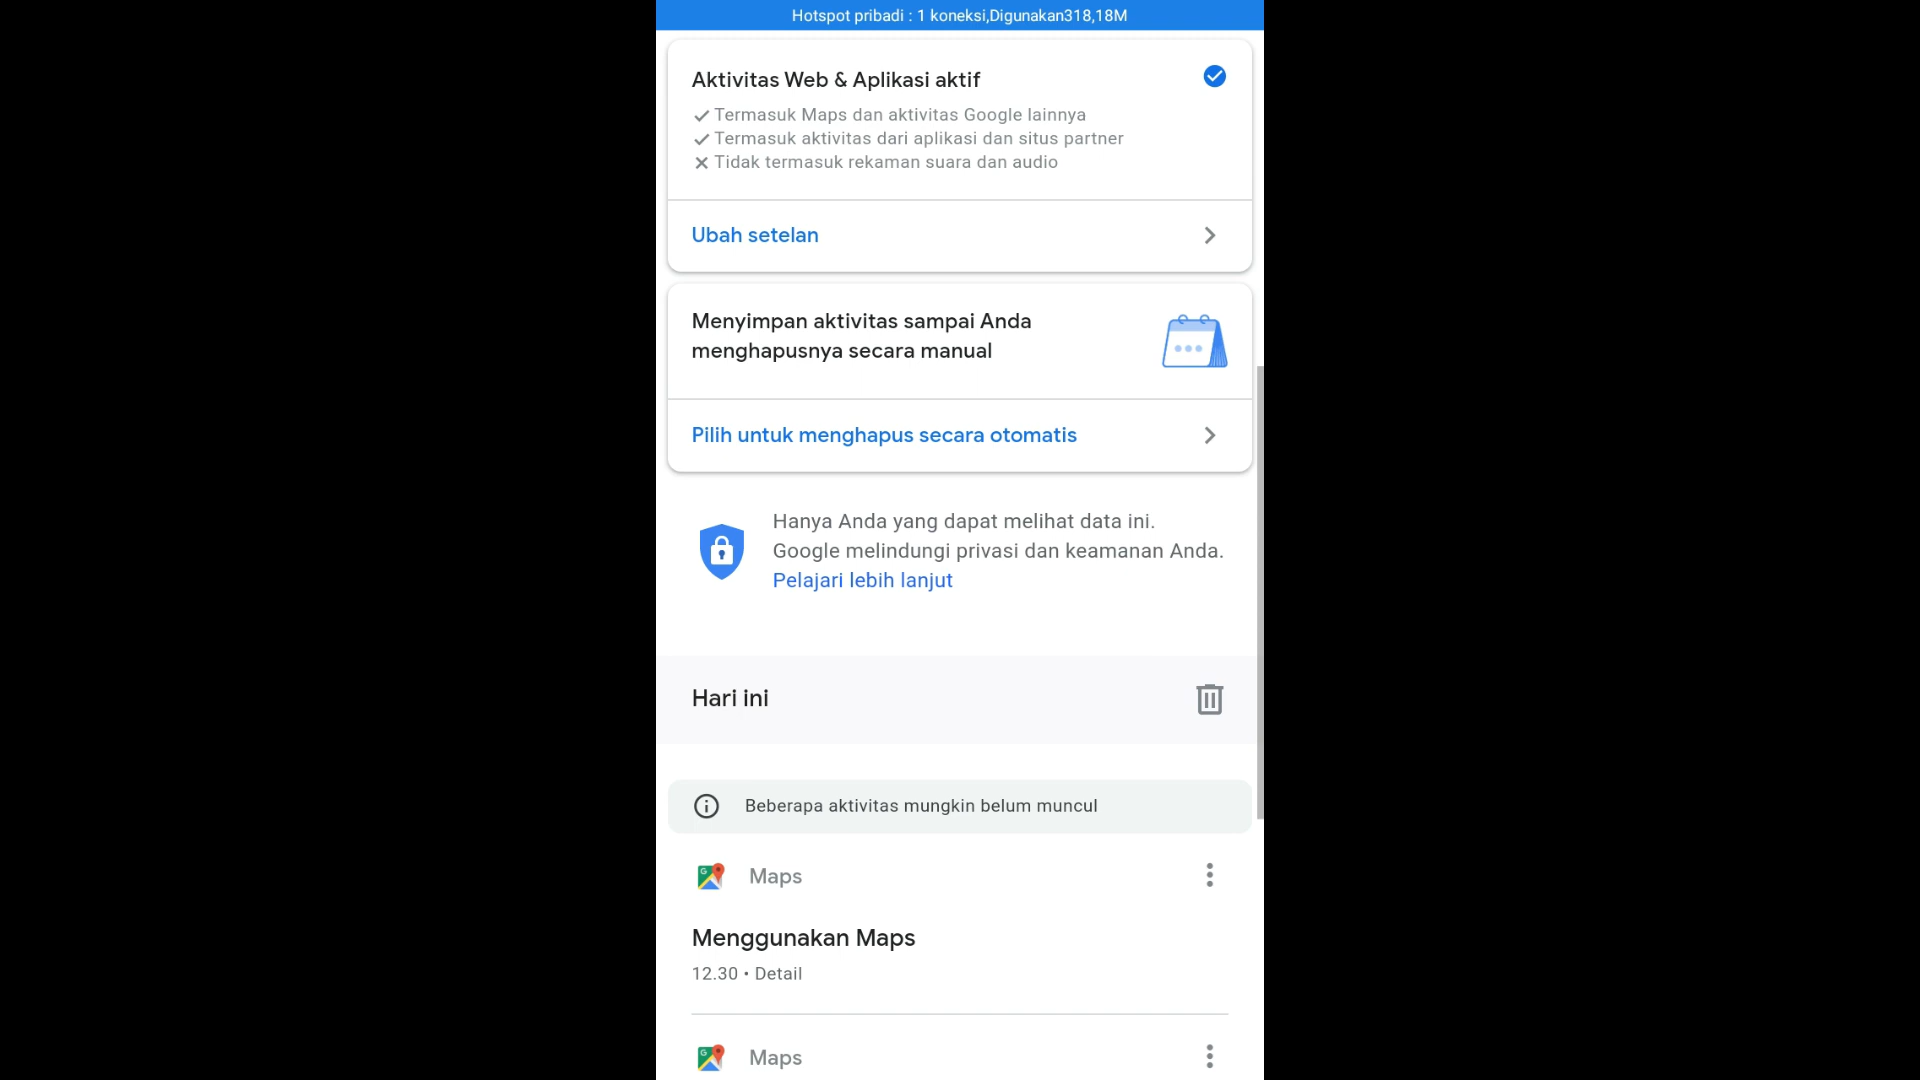 Hotspot pribadi : 1 koneksi,Digunakan318,18M
Aktivitas Web & Aplikasi aktif
Termasuk Maps dan aktivitas Google lainnya
Termasuk aktivitas dari aplikasi dan situs partner
Tidak termasuk rekaman suara dan audio
Ubah setelan
Menyimpan aktivitas sampai Anda
menghapusnya secara manual
Pilih untuk menghapus secara otomatis
Hanya Anda yang dapat melihat data ini.
Google melindungi privasi dan keamanan Anda.
Pelajari lebih lanjut
Hari ini
Beberapa aktivitas mungkin belum muncul
Maps
Menggunakan Maps
12.30 • Detail
Maps